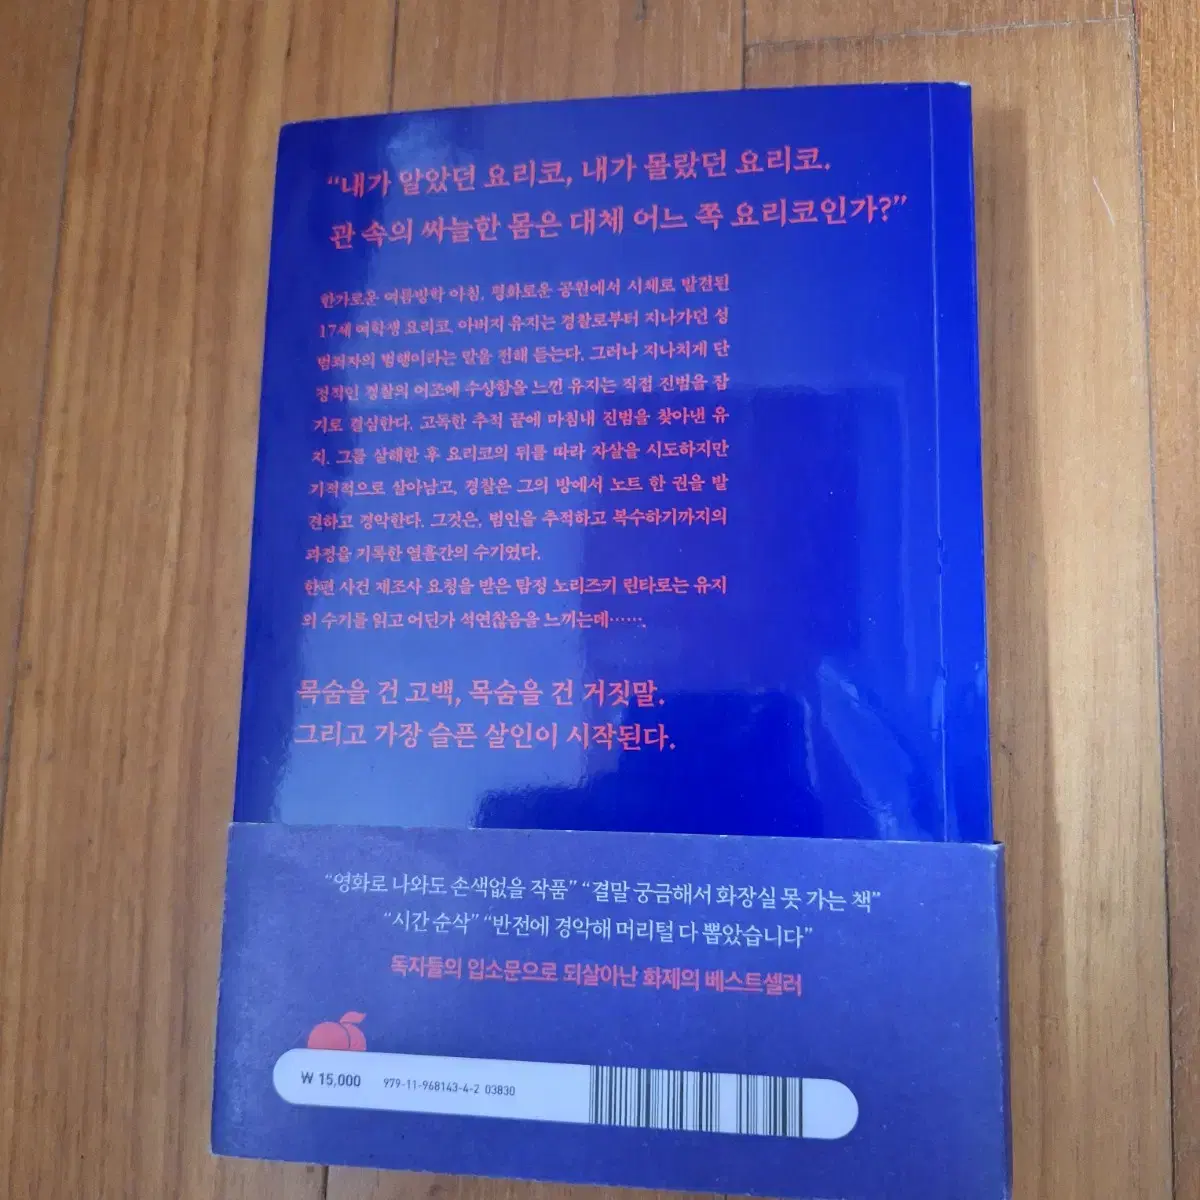 “내가 알았던 요리코, 내가 몰랐던 요리코.
관 속의 싸늘한 몸은 대체 어느 쪽 요리코인가?”
한가로운 여름방학 아침, 평화로운 공원에서 시체로 발견된
17세 여학생 요리코. 아버지 유지는 경찰로부터 지나가던 성
범죄자의 범행이라는 말을 전해 듣는다. 그러나 지나치게 단
정적인 경찰의 어조에 수상함을 느낀 유지는 직접 진범을 잡
기로 결심한다. 고독한 추적 끝에 마침내 진범을 찾아낸 유
지. 그를 살해한 후 요리코의 뒤를 따라 자살을 시도하지만
기적적으로 살아남고, 경찰은 그의 방에서 노트 한 권을 발
견하고 경악한다. 그것은, 범인을 추적하고 복수하기까지의
과정을 기록한 열흘간의 수기였다.
한편 사건 재조사 요청을 받은 탐정 노리즈키 린타로는 유지
의 수기를 읽고 어딘가 석연찮음을 느끼는데…….
목숨을 건 고백, 목숨을 건 거짓말.
그리고 가장 슬픈 살인이 시작된다.
“영화로 나와도 손색없을 작품” “결말 궁금해서 화장실 못 가는 책”
“시간 순삭” “반전에 경악해 머리털 다 뽑았습니다”
독자들의 입소문으로 되살아난 화제의 베스트셀러
₩ 15,000 979-11-968143-4-2 03830